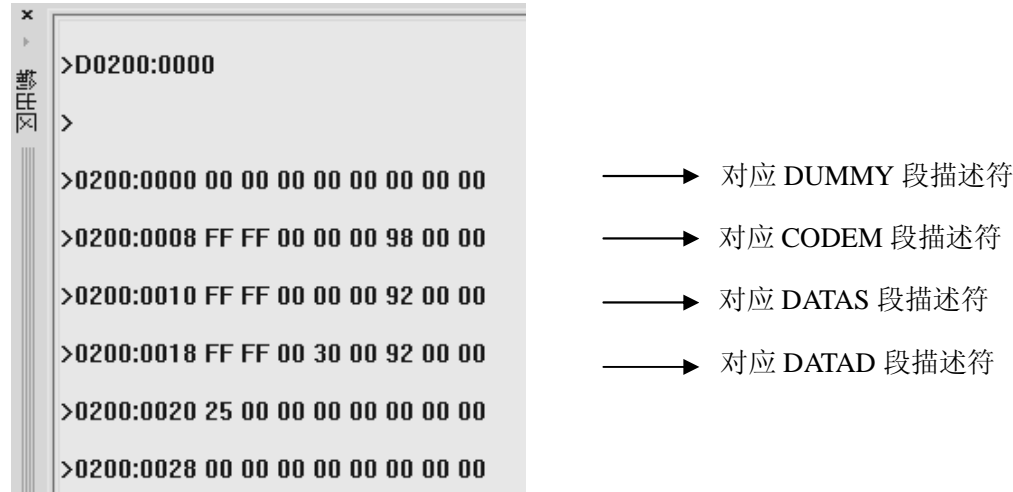 输出区
>D0200:0000
>
>0200:0000 00 00 00 00 00 00 00 00 对应 DUMMY 段描述符
>0200:0008 FF FF 00 00 00 98 00 00 对应 CODEM 段描述符
>0200:0010 FF FF 00 00 00 92 00 00 对应 DATAS 段描述符
>0200:0018 FF FF 00 30 00 92 00 00 对应 DATAD 段描述符
>0200:0020 25 00 00 00 00 00 00 00
>0200:0028 00 00 00 00 00 00 00 00